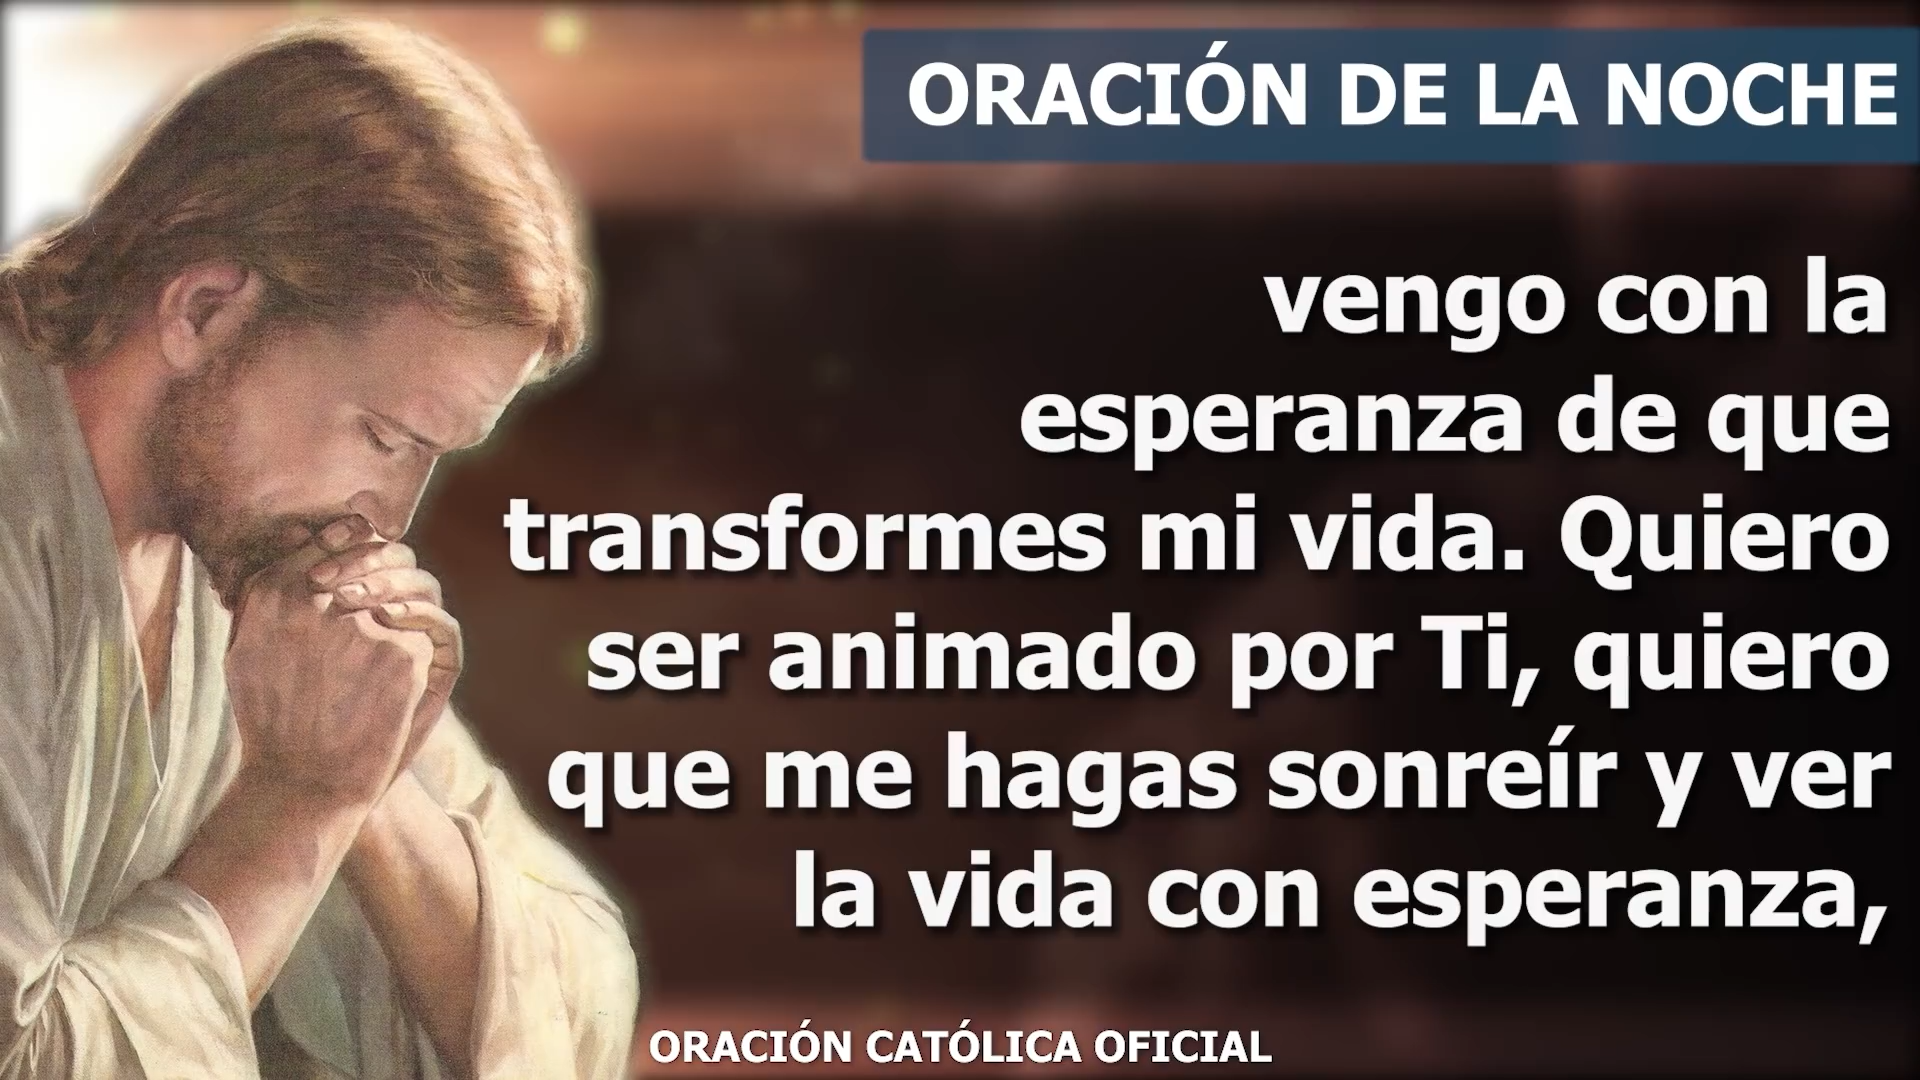 ORACIÓN DE LA NOCHE
vengo con la
esperanza de que
transformes mi vida. Quiero
ser animado por Ti, quiero
que me hagas sonreír y ver
la vida con esperanza,
ORACIÓN CATÓLICA OFICIAL